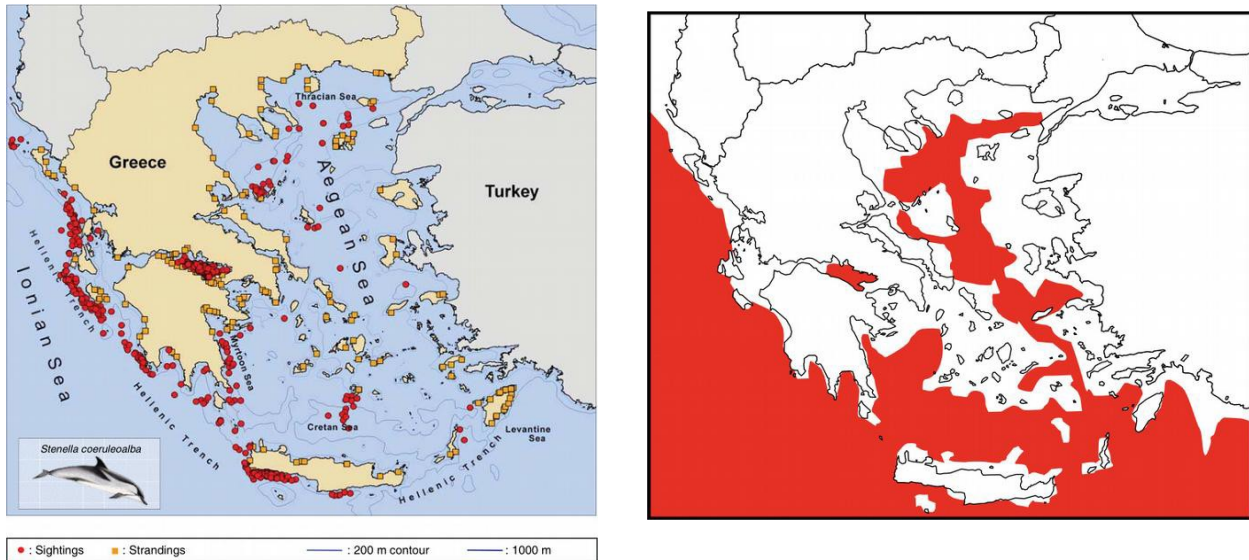 Thracian Sea
Greece
Aegean Sea
Turkey
Hellenic Trench
Ionian Sea
Myrtoon Sea
Hellenic Trench
Cretan Sea
Levantine
Sea
Hellenic Trench
Stenella coeruleoalba
: Sightings : Strandings : 200 m contour : 1000 m